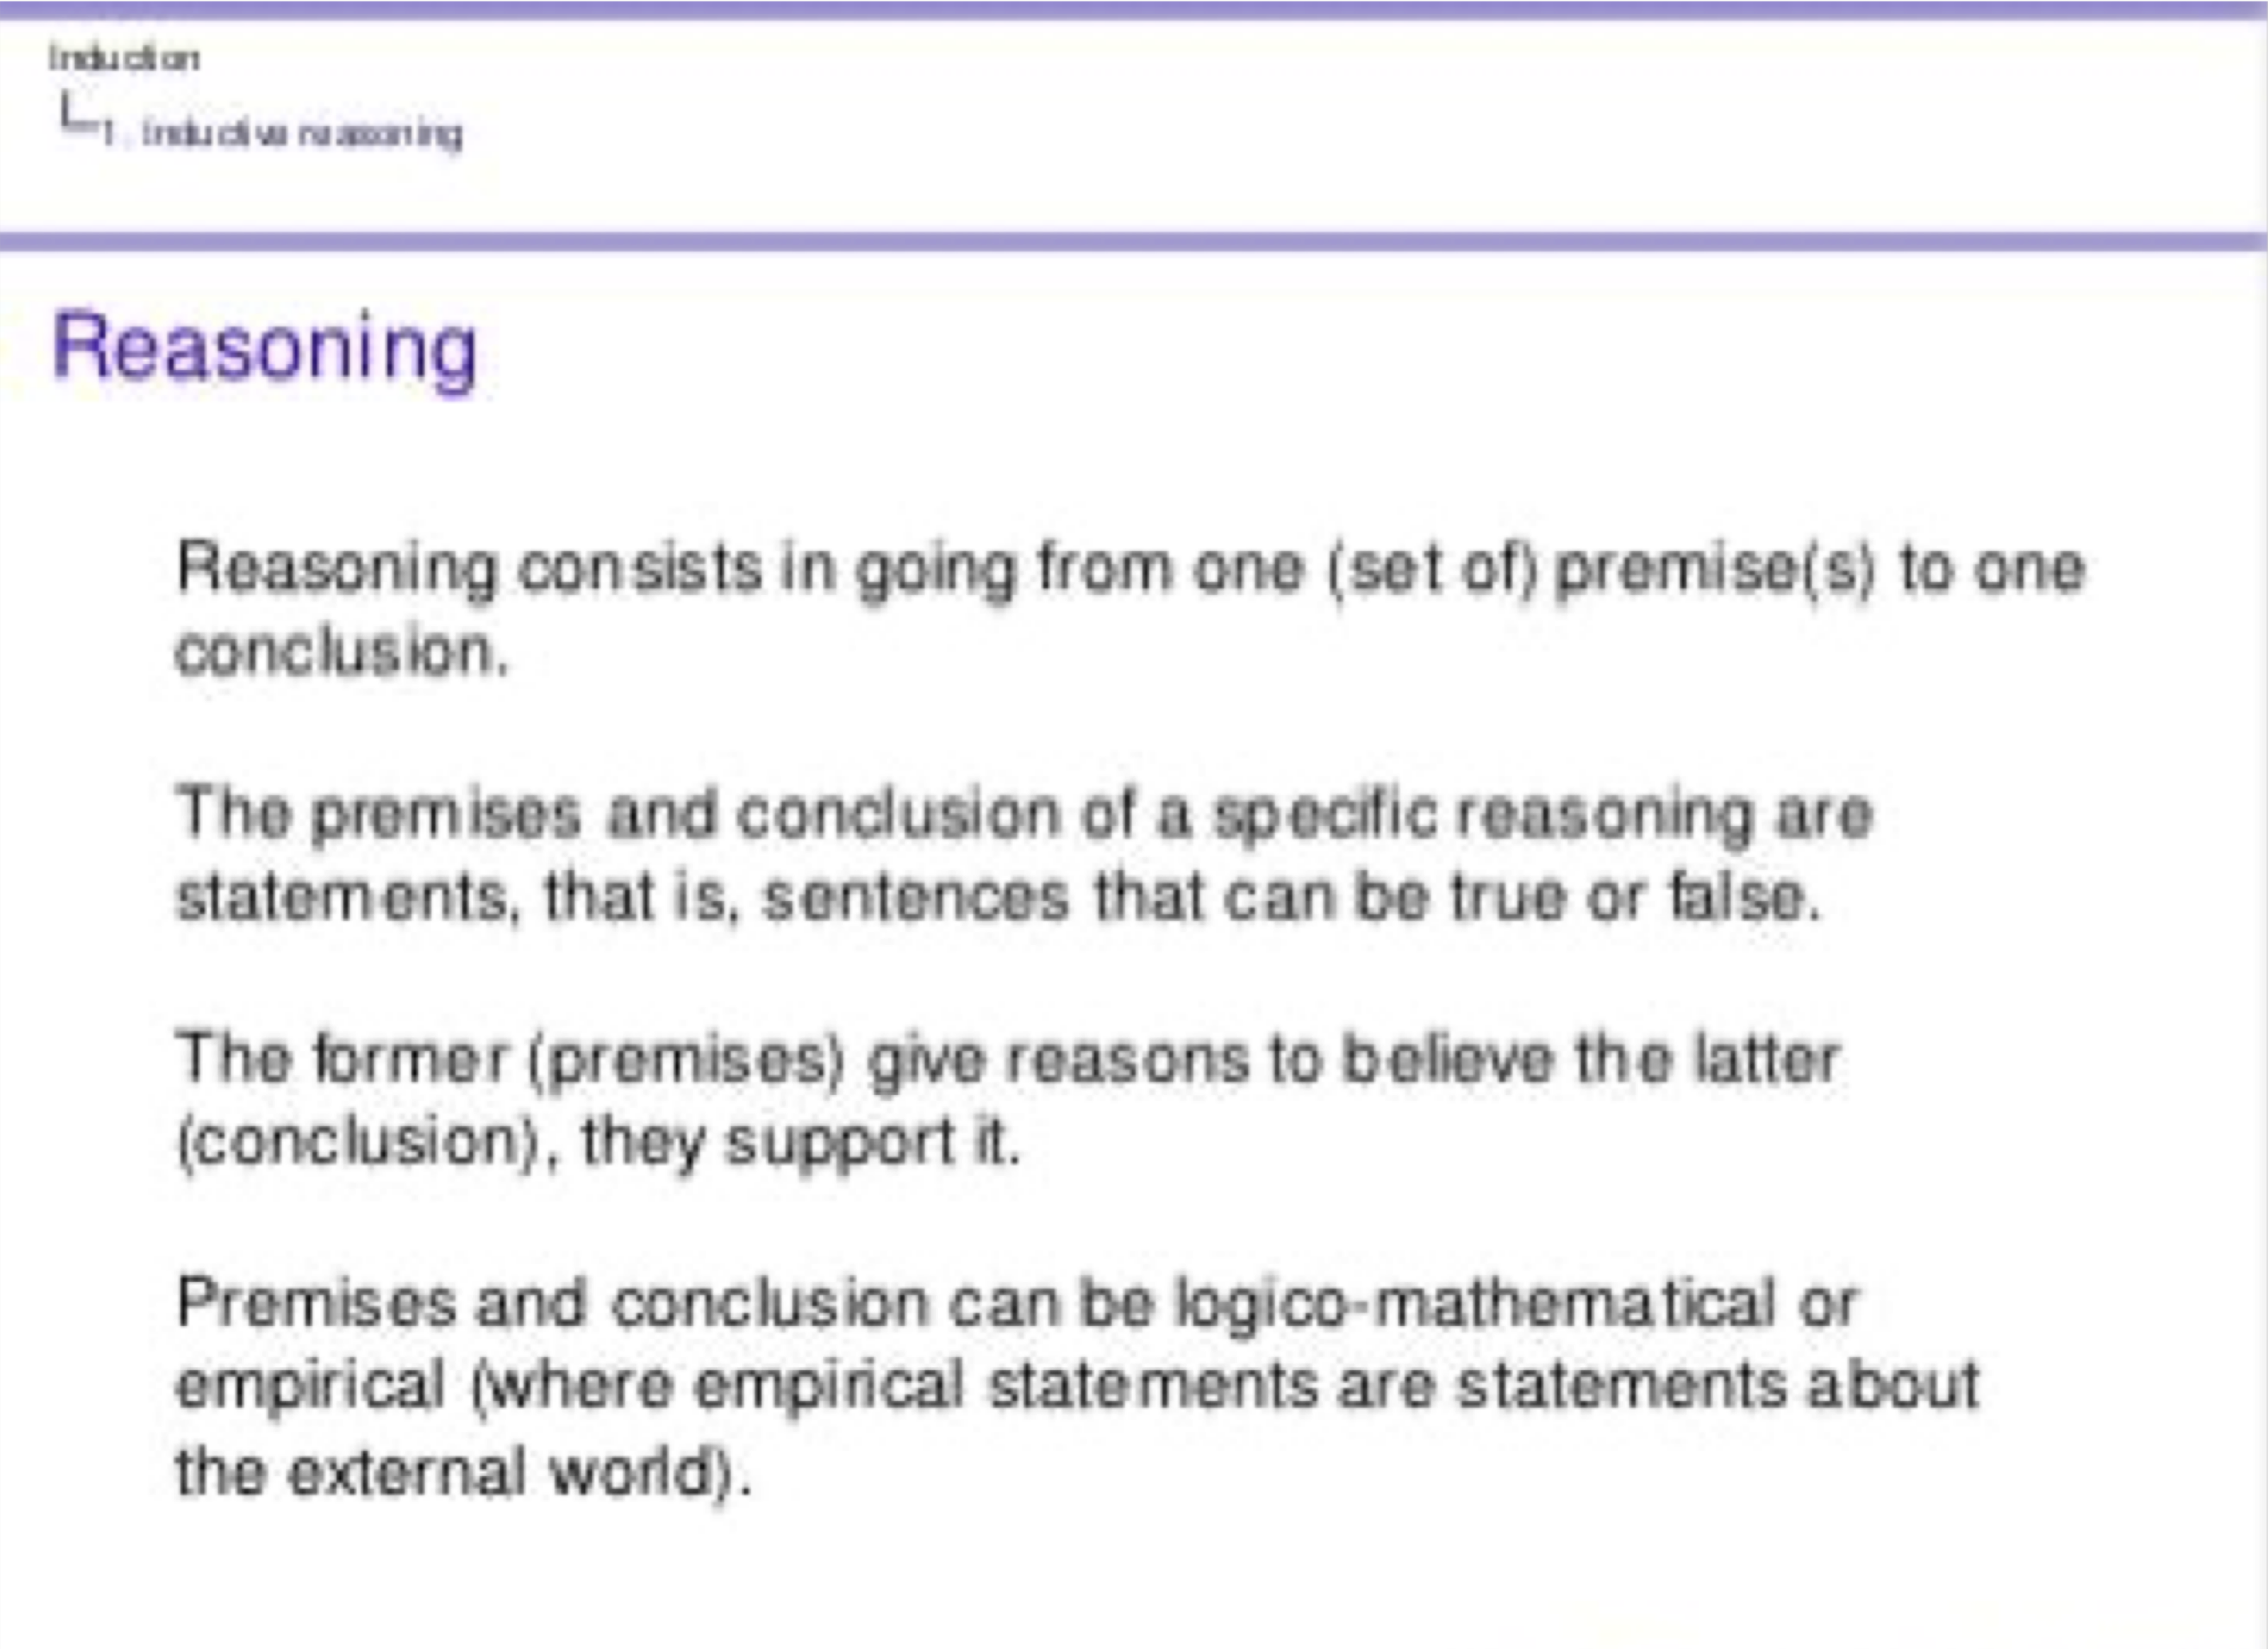 Induction
1. Inductive reasoning
Reasoning
Reasoning consists in going from one (set of) premise(s) to one
conclusion.
The premises and conclusion of a specific reasoning are
statements, that is, sentences that can be true or false.
The former (premises) give reasons to believe the latter
(conclusion), they support it.
Premises and conclusion can be logico-mathematical or
empirical (where empirical statements are statements about
the external world).